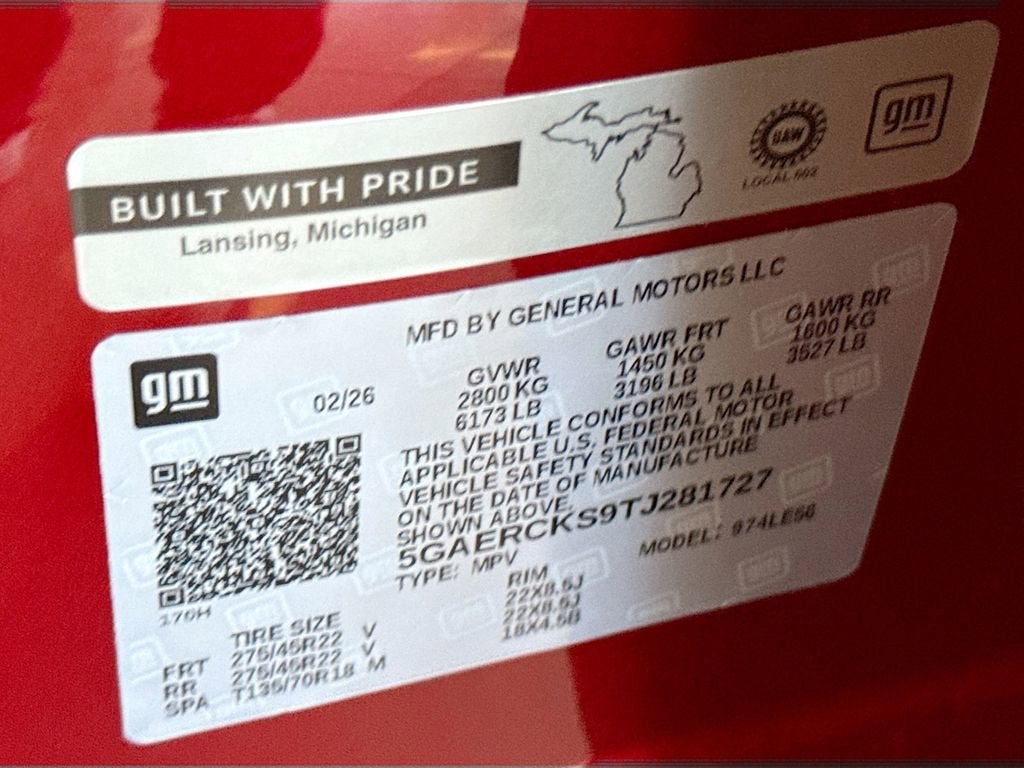 BUILT WITH PRIDE
Lansing, Michigan
UAW
LOCAL 602
gm
MFD BY GENERAL MOTORS LLC
gm
02/26
GVWR GAWR FRT GAWR RR
2800 KG 1450 KG 1600 KG
6173 LB 3196 LB 3527 LB
THIS VEHICLE CONFORMS TO ALL
APPLICABLE U.S. FEDERAL MOTOR
VEHICLE SAFETY STANDARDS IN EFFECT
ON THE DATE OF MANUFACTURE
SHOWN ABOVE.
5GAERCKS9TJ281727
TYPE: MPV MODEL: 974LE56
170H
TIRE SIZE RIM
FRT 275/45R22 V 22X8.5J
RR 275/45R22 V 22X8.5J
SPA T135/70R18 M 18X4.5B